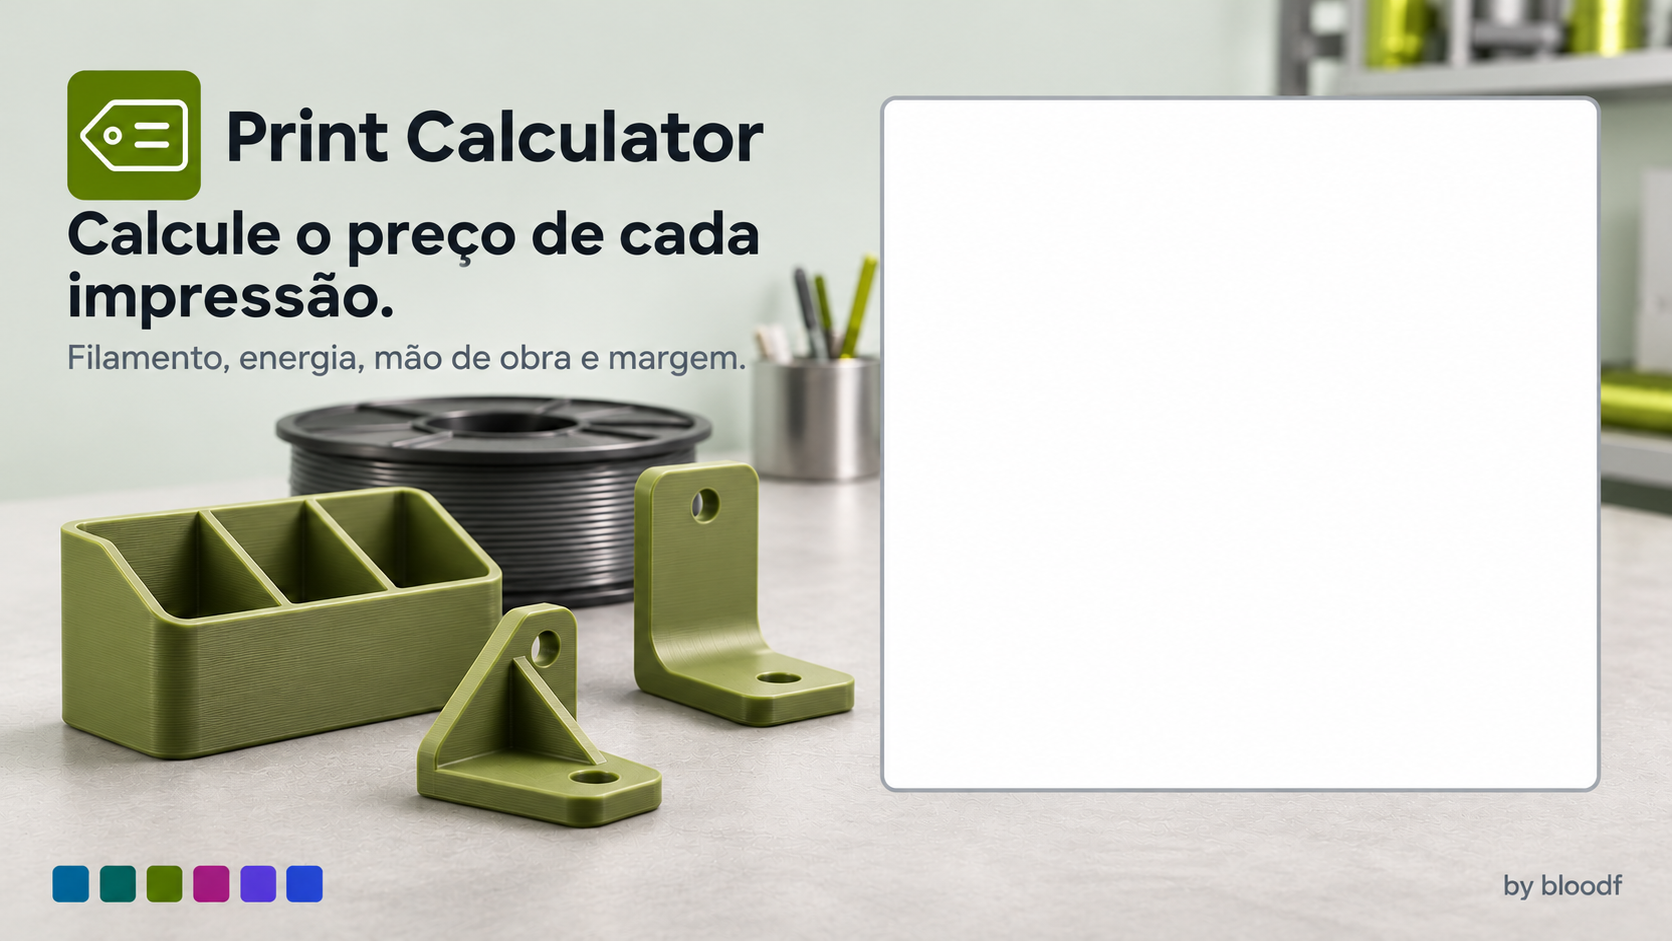 Print Calculator
Calcule o preço de cada
impressão.
Filamento, energia, mão de obra e margem.
by bloodf